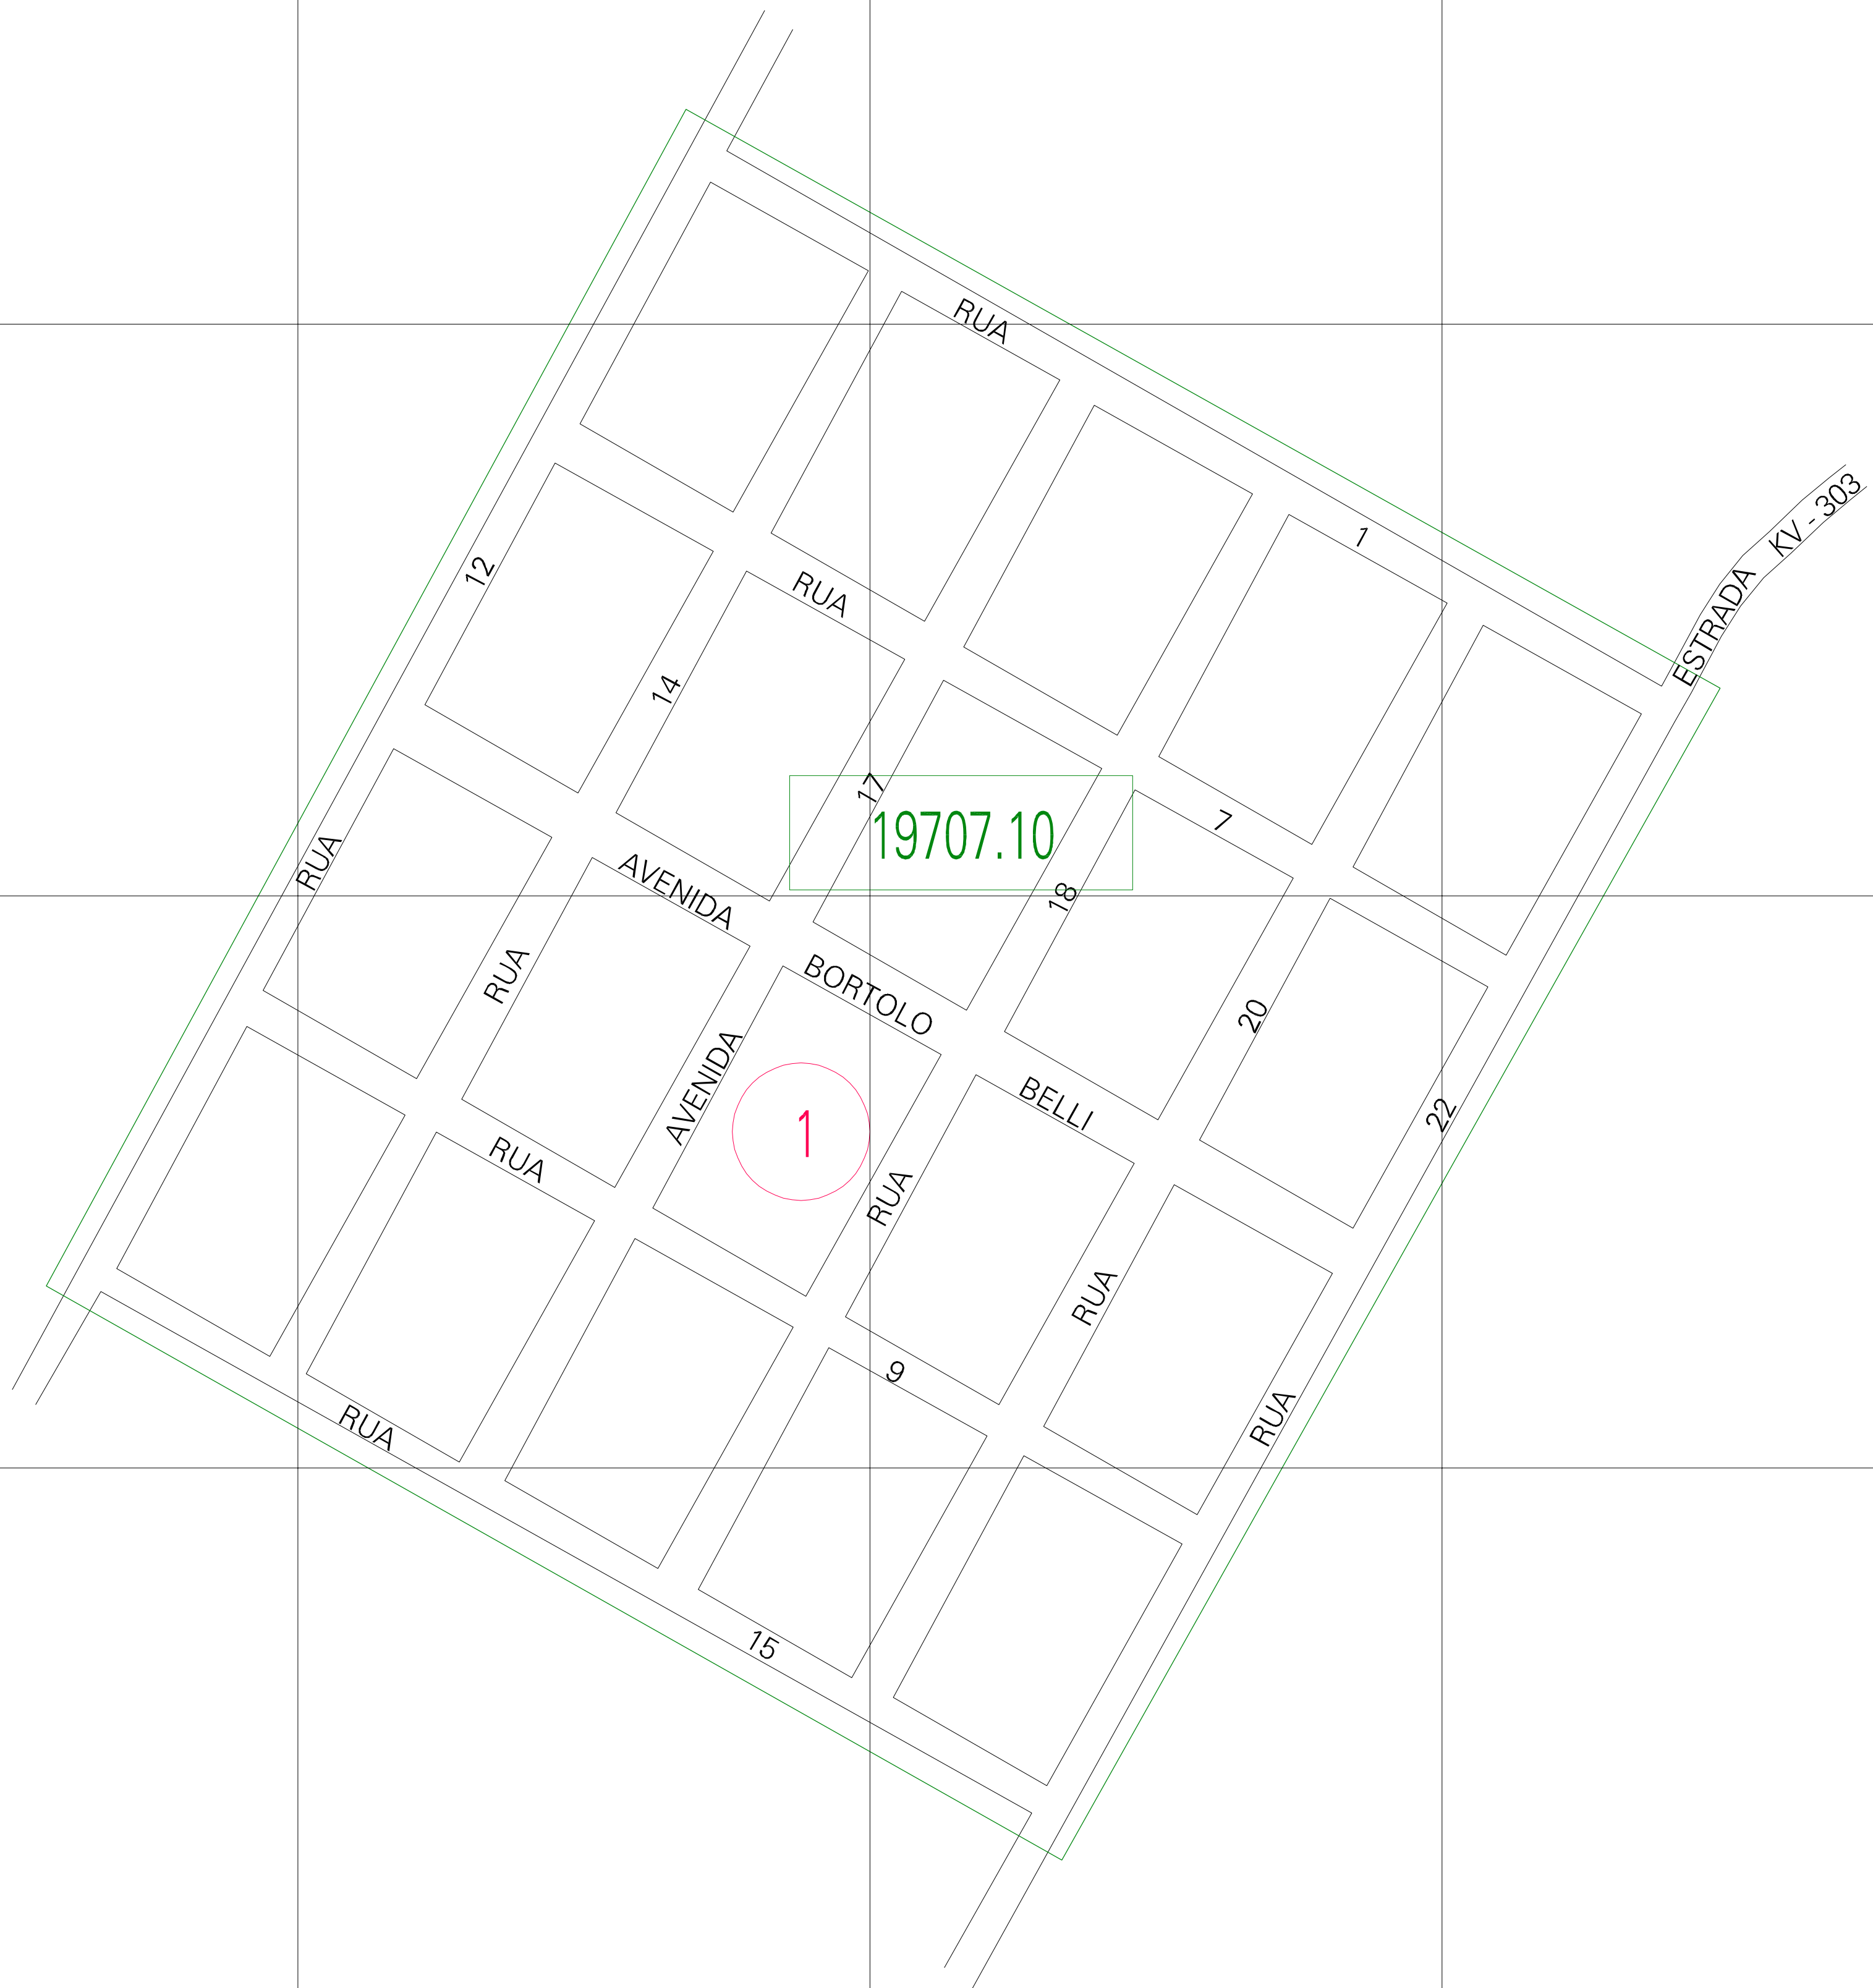 RUA
1
ESTRADA KV - 303
RUA
7
12
RUA
14
RUA
17
AVENIDA
19707.10
18
RUA
20
RUA
22
RUA
AVENIDA BORTOLO BELLI
1
RUA
9
RUA
15